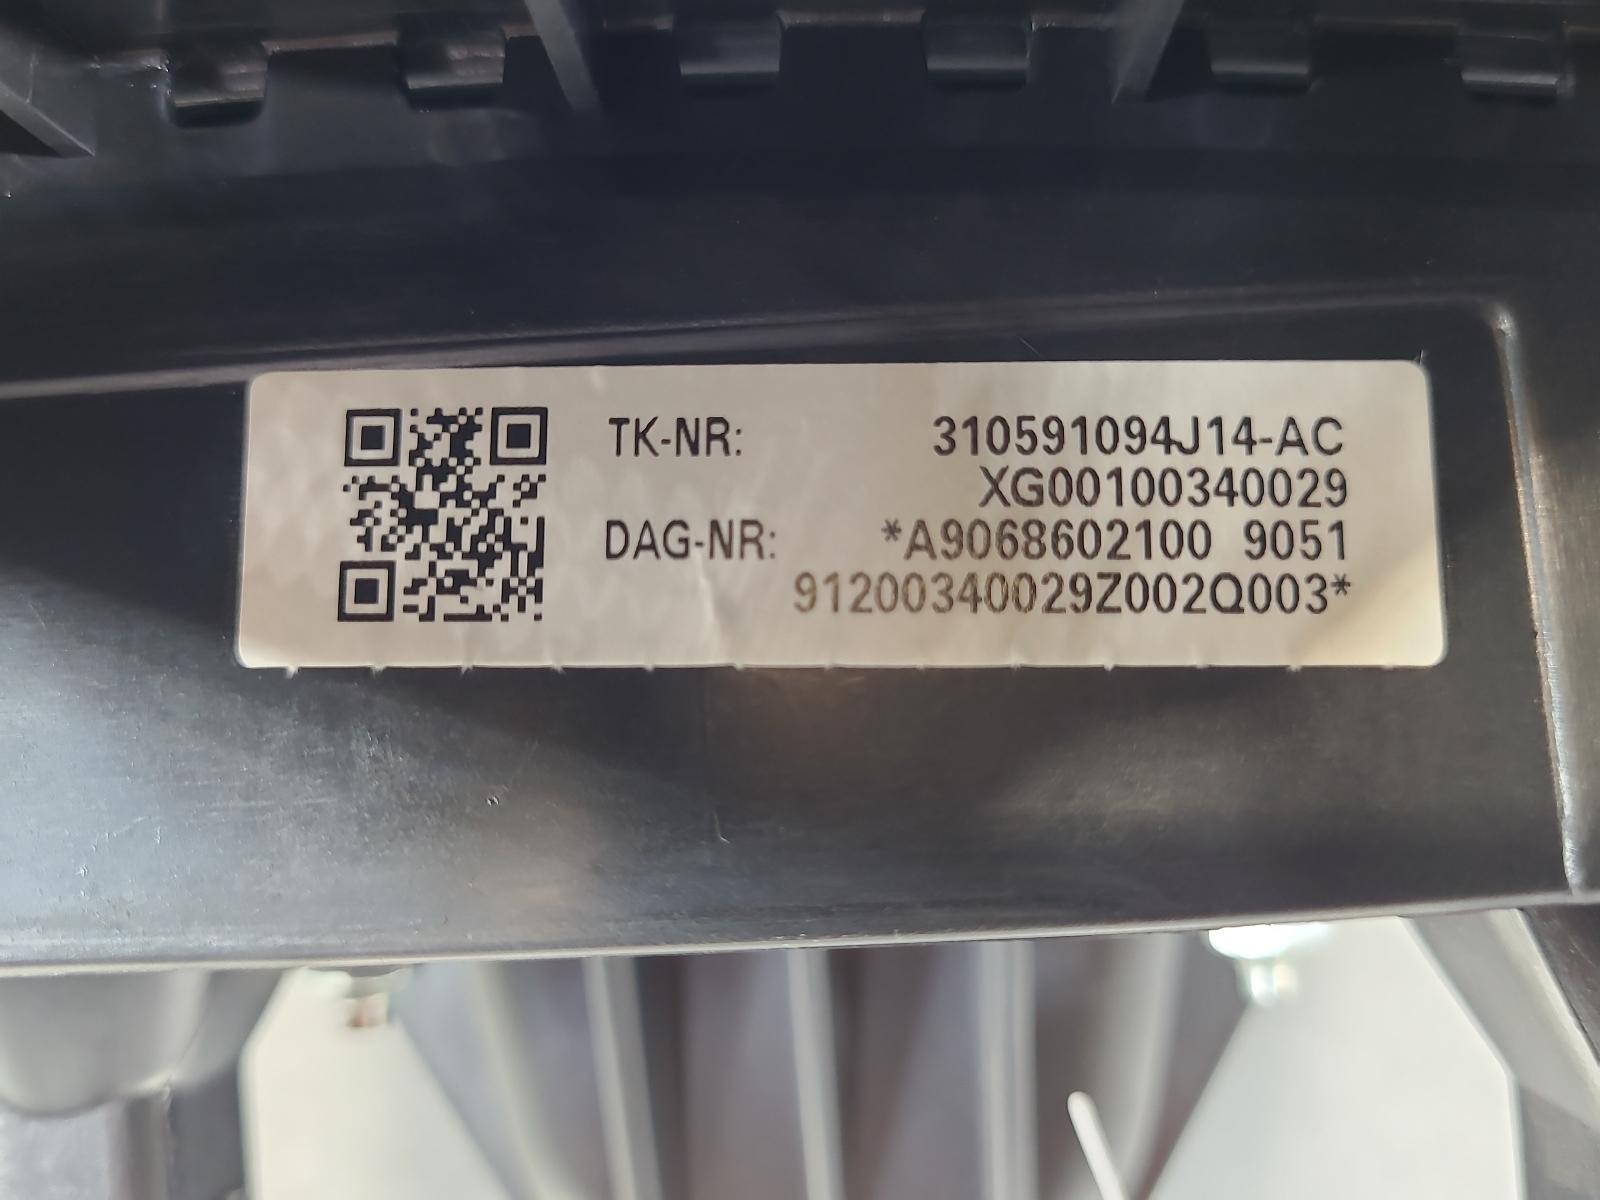 TK-NR: 310591094J14-AC
XG00100340029
DAG-NR: *A9068602100 9051
91200340029Z002Q003*